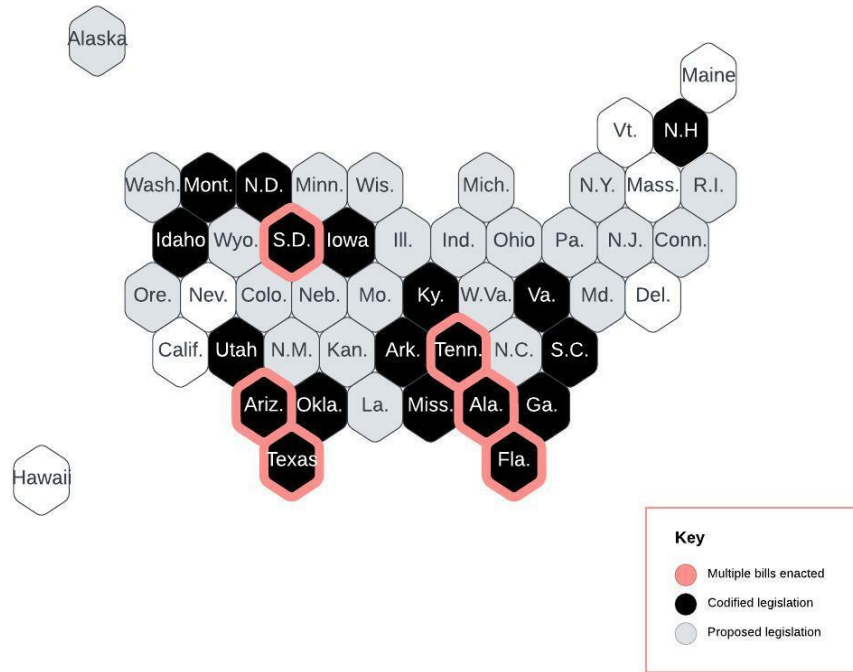 Alaska
Maine
Vt. N.H
Wash. Mont. N.D. Minn. Wis. Mich. N.Y. Mass. R.I.
Idaho Wyo. S.D. Iowa Ill. Ind. Ohio Pa. N.J. Conn.
Ore. Nev. Colo. Neb. Mo. Ky. W.Va. Va. Md. Del.
Calif. Utah N.M. Kan. Ark. Tenn. N.C. S.C.
Ariz. Okla. La. Miss. Ala. Ga.
Texas Fla.
Hawaii
Key
Multiple bills enacted
Codified legislation
Proposed legislation